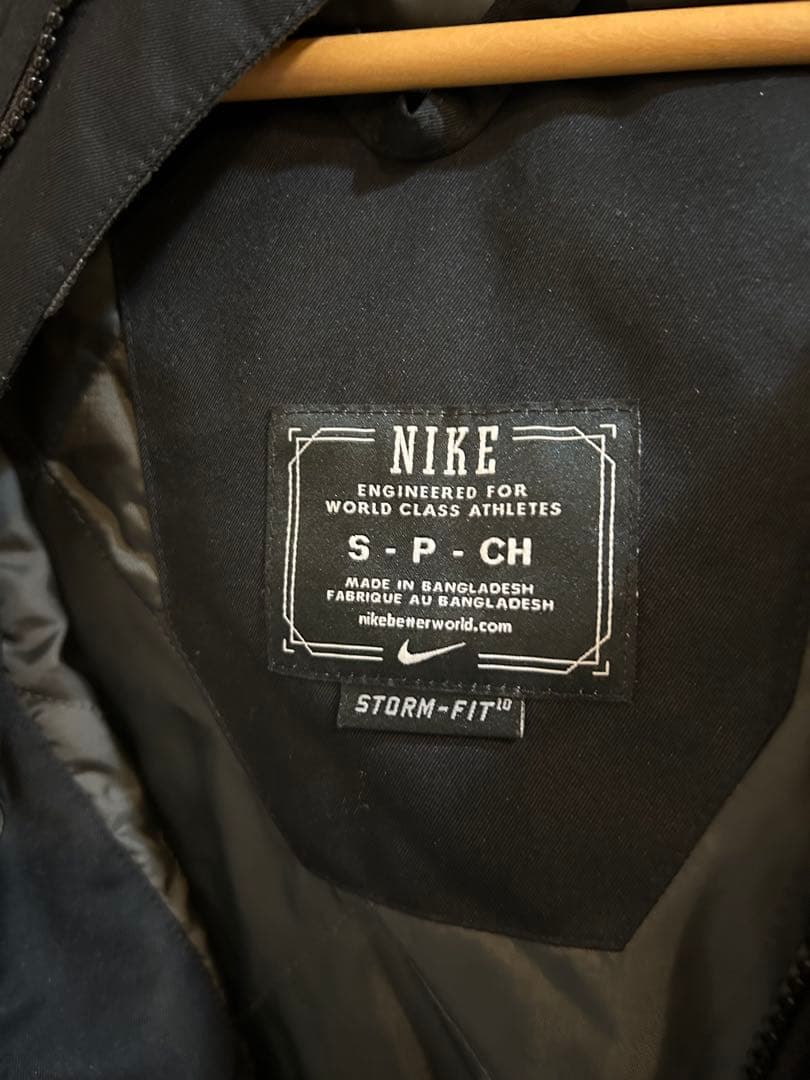 NIKE
ENGINEERED FOR
WORLD CLASS ATHLETES
S - P - CH
MADE IN BANGLADESH
FABRIQUE AU BANGLADESH
nikebetterworld.com
STORM-FIT10